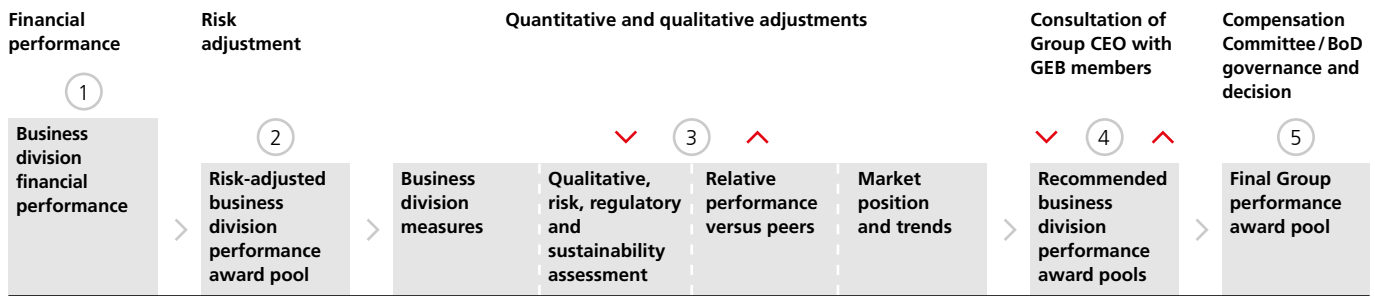 Financial
performance
Risk
adjustment
Quantitative and qualitative adjustments
Consultation of
Group CEO with
GEB members
Compensation
Committee/BoD
governance and
decision
1
2
3
4
5
Business
division
financial
performance
Risk-adjusted
business
division
performance
award pool
Business
division
measures
Qualitative,
risk, regulatory
and
sustainability
assessment
Relative
performance
versus peers
Market
position
and trends
Recommended
business
division
performance
award pools
Final Group
performance
award pool